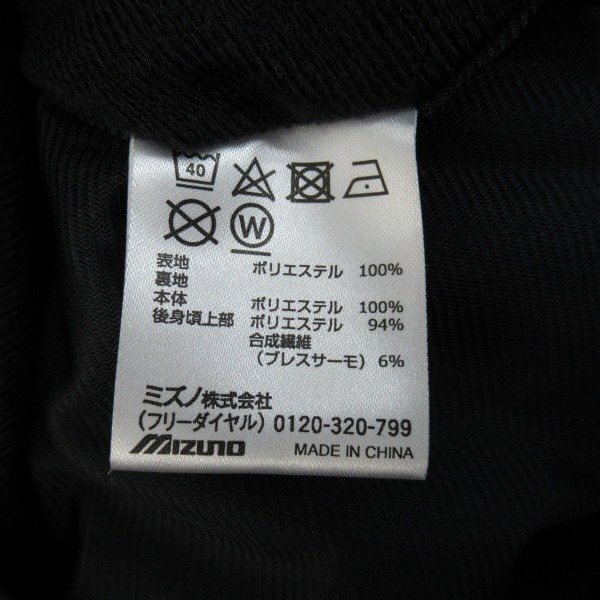 40
W
表地 ポリエステル 100%
裏地
本体 ポリエステル 100%
後身頃上部 ポリエステル 94%
合成繊維
(ブレスサーモ) 6%
ミズノ株式会社
(フリーダイヤル) 0120-320-799
MIZUNO MADE IN CHINA